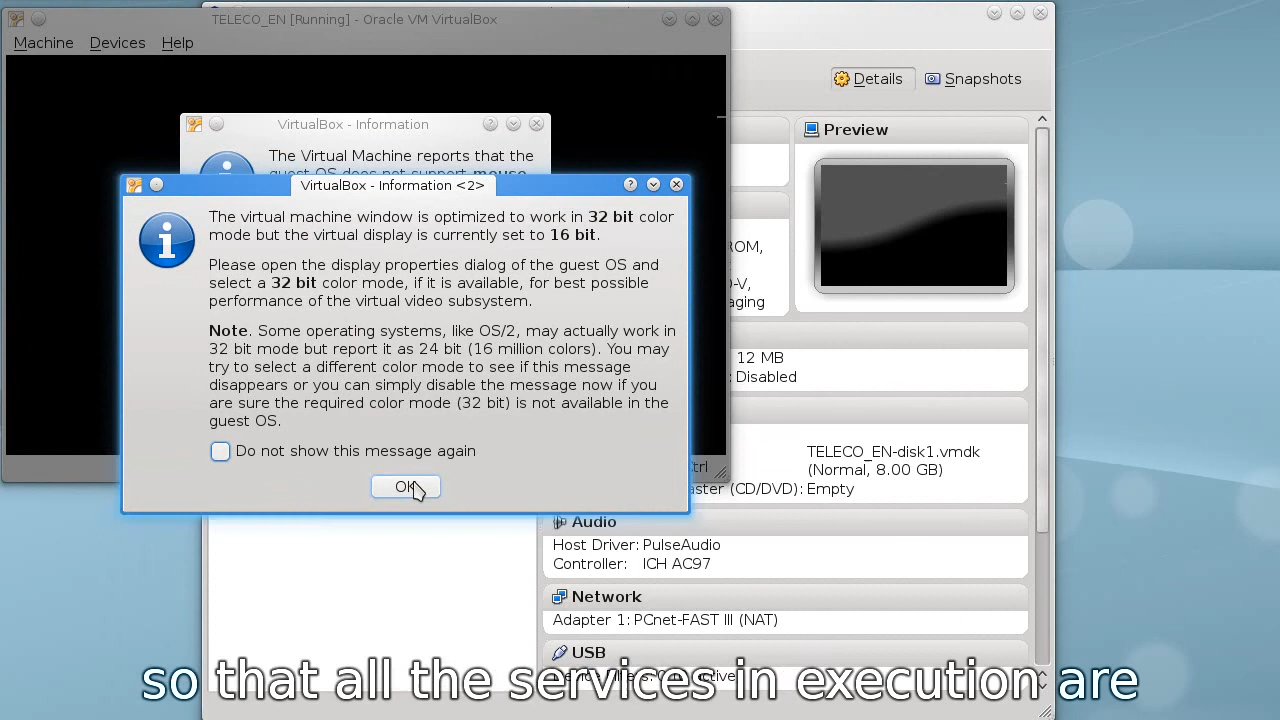 TELECO_EN [Running] - Oracle VM VirtualBox
Machine Devices Help
Details Snapshots
VirtualBox - Information
The Virtual Machine reports that the
guest OS does not support mouse
VirtualBox - Information <2>
The virtual machine window is optimized to work in 32 bit color
mode but the virtual display is currently set to 16 bit.
Please open the display properties dialog of the guest OS and
select a 32 bit color mode, if it is available, for best possible
performance of the virtual video subsystem.
Note. Some operating systems, like OS/2, may actually work in
32 bit mode but report it as 24 bit (16 million colors). You may
try to select a different color mode to see if this message
disappears or you can simply disable the message now if you
are sure the required color mode (32 bit) is not available in the
guest OS.
Do not show this message again
OK
Preview
ROM,
D-V,
aging
12 MB
: Disabled
TELECO_EN-disk1.vmdk
(Normal, 8.00 GB)
Ctrl
aster (CD/DVD): Empty
Audio
Host Driver: PulseAudio
Controller: ICH AC97
Network
Adapter 1: PCnet-FAST III (NAT)
USB
so that all the services in execution are